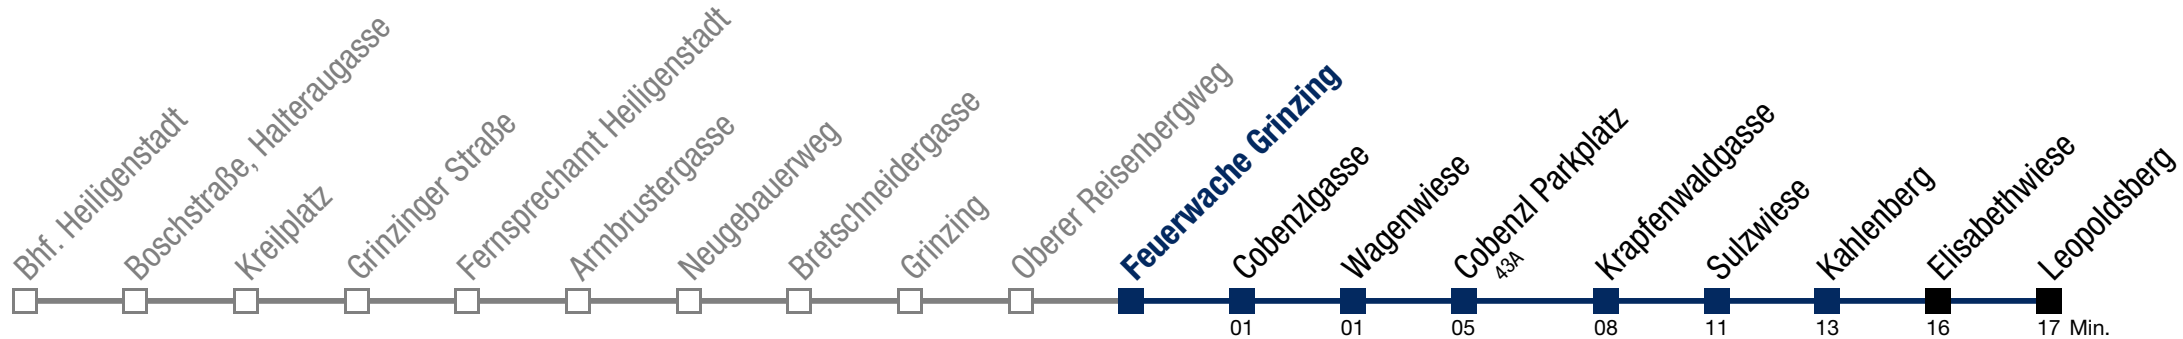 Bhf. Heiligenstadt
Boschstraße, Halteraugasse
Kreilplatz
Grinzinger Straße
Fernsprechamt Heiligenstadt
Armbrustergasse
Neugebauerweg
Bretschneidergasse
Grinzing
Oberer Reisenbergweg
Feuerwache Grinzing
Cobenzlgasse
Wagenwiese
Cobenzl Parkplatz
43A
Krapfenwaldgasse
Sulzwiese
Kahlenberg
Elisabethwiese
Leopoldsberg
01 01 05 08 11 13 16 17 Min.